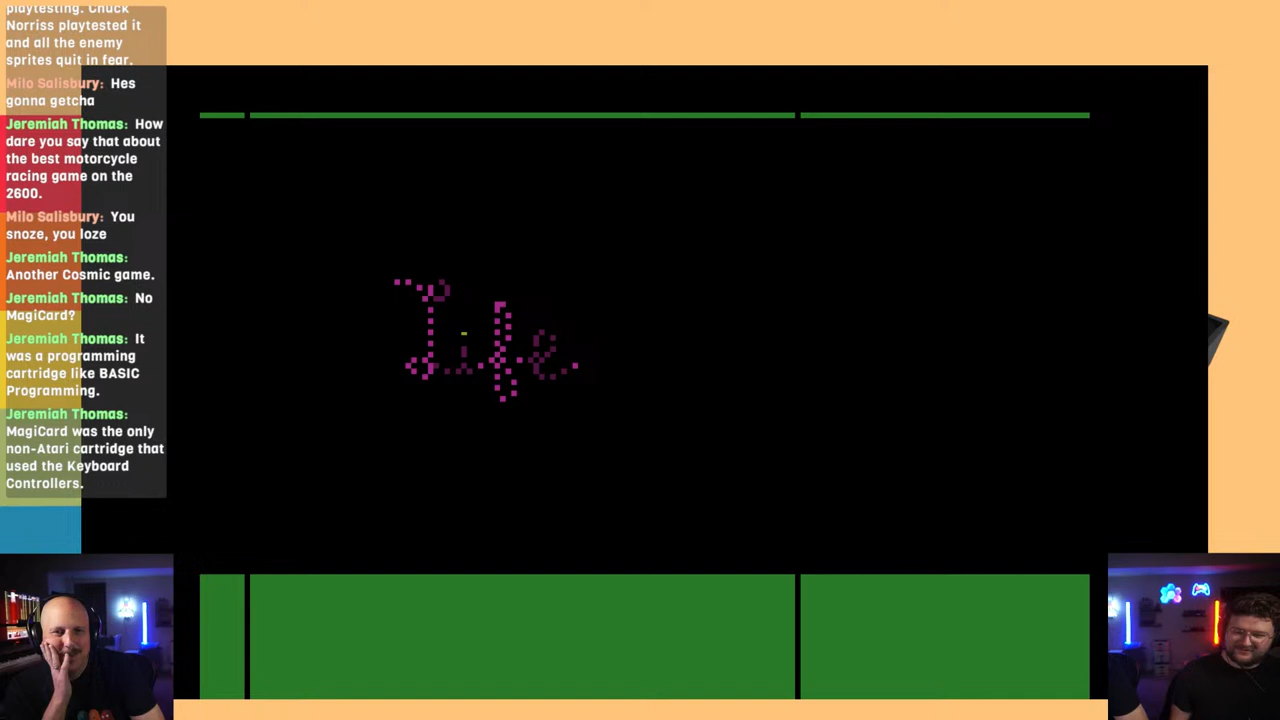 playtesting. Chuck
Norriss playtested it
and all the enemy
sprites quit in fear.
Milo Salisbury: Hes
gonna getcha
Jeremiah Thomas: How
dare you say that about
the best motorcycle
racing game on the
2600.
Milo Salisbury: You
snoze, you loze
Jeremiah Thomas:
Another Cosmic game.
Jeremiah Thomas: No
MagiCard?
Jeremiah Thomas: It
was a programming
cartridge like BASIC
Programming.
Jeremiah Thomas:
MagiCard was the only
non-Atari cartridge that
used the Keyboard
Controllers.
Life